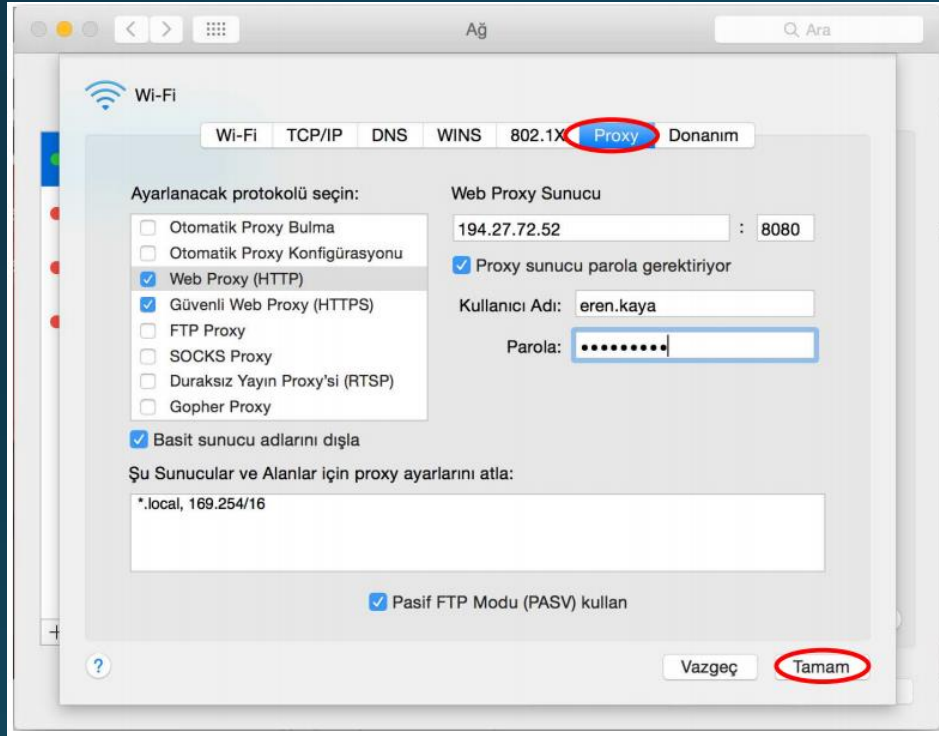 Ağ
Ara
Wi-Fi
Wi-Fi TCP/IP DNS WINS 802.1X Proxy Donanım
Ayarlanacak protokolü seçin:
Otomatik Proxy Bulma
Otomatik Proxy Konfigürasyonu
Web Proxy (HTTP)
Güvenli Web Proxy (HTTPS)
FTP Proxy
SOCKS Proxy
Duraksız Yayın Proxy'si (RTSP)
Gopher Proxy
Web Proxy Sunucu
194.27.72.52 : 8080
Proxy sunucu parola gerektiriyor
Kullanıcı Adı: eren.kaya
Parola: •••••••••
Basit sunucu adlarını dışla
Şu Sunucular ve Alanlar için proxy ayarlarını atla:
*.local, 169.254/16
Pasif FTP Modu (PASV) kullan
? Vazgeç Tamam